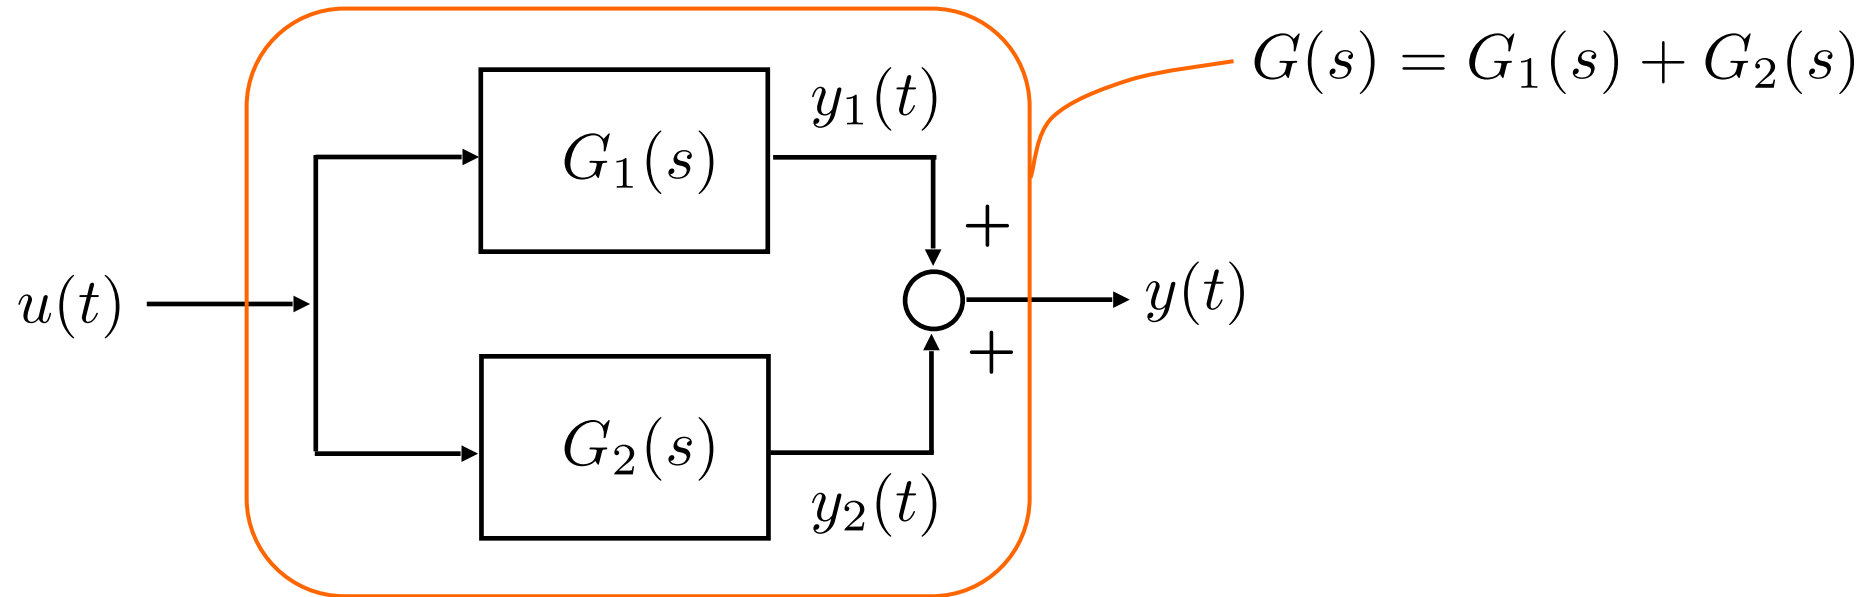 G(s) = G₁(s) + G₂(s)
y₁(t)
G₁(s)
+
u(t)
y(t)
+
G₂(s)
y₂(t)